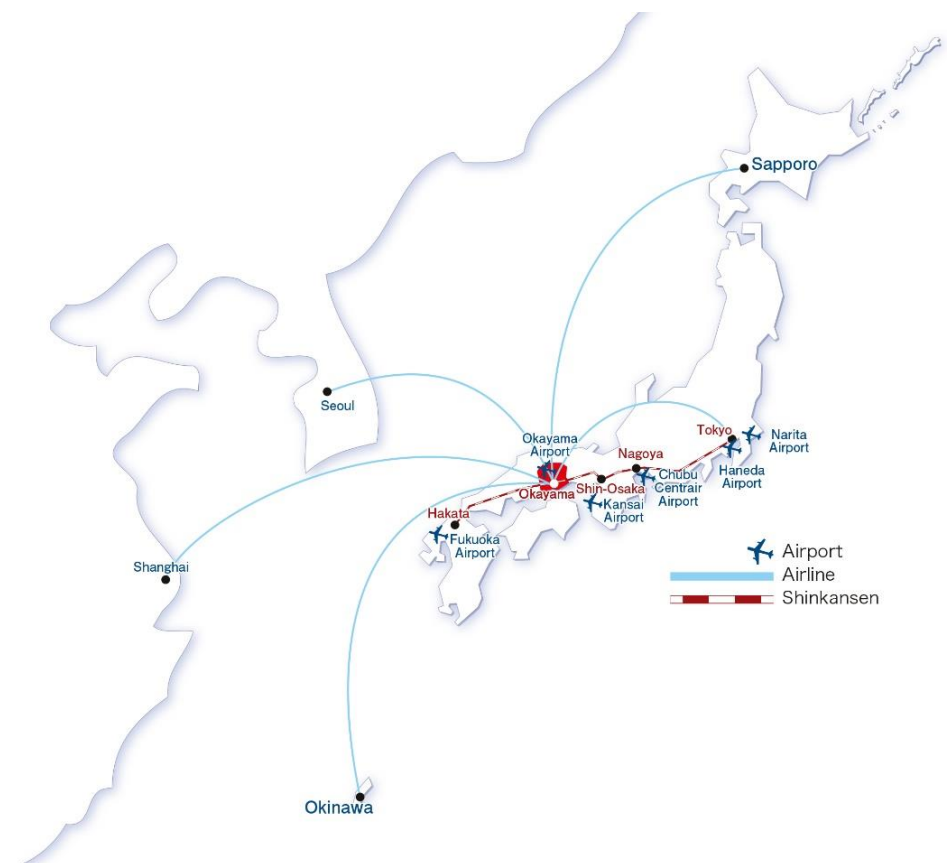 Sapporo
Seoul
Okayama
Airport
Tokyo
Narita
Airport
Nagoya
Haneda
Airport
Chubu
Centrair
Airport
Okayama
Shin-Osaka
Kansai
Airport
Hakata
Fukuoka
Airport
Shanghai
Okinawa
Airport
Airline
Shinkansen